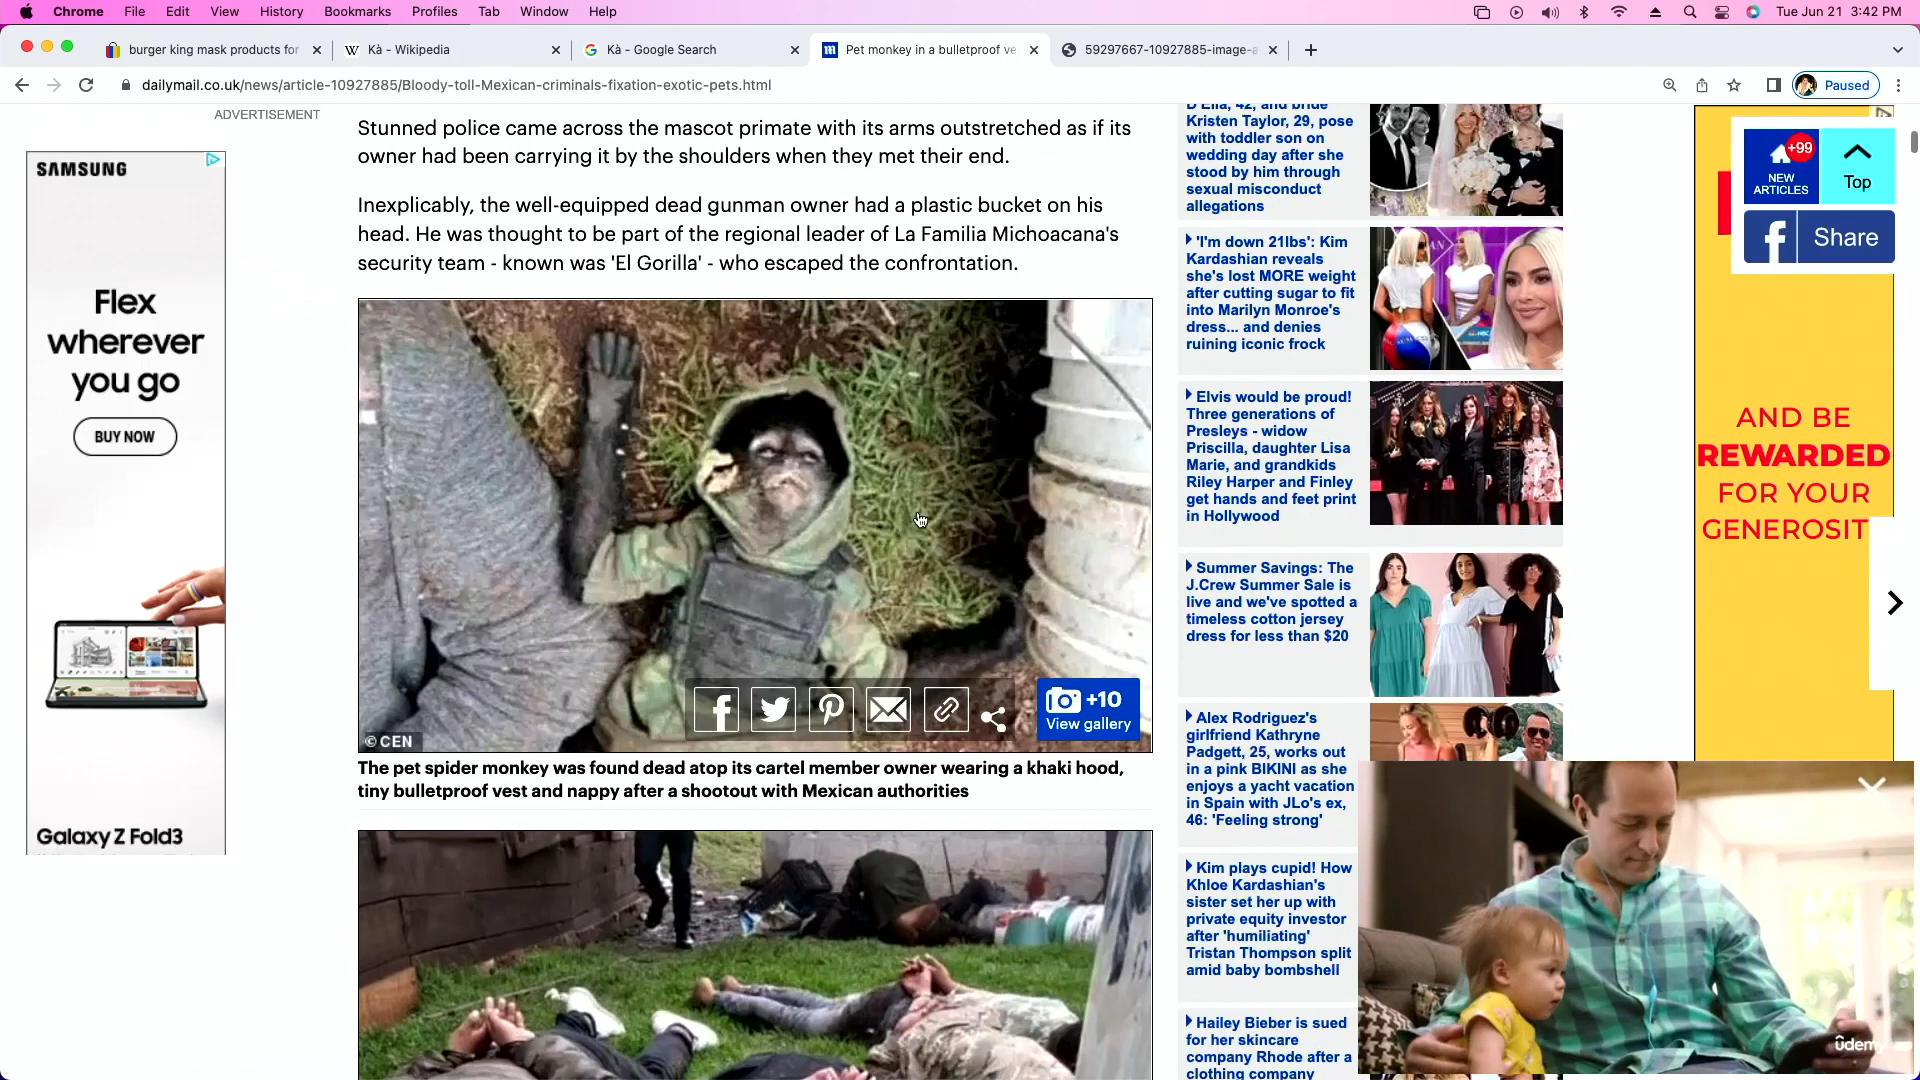 Chrome File Edit View History Bookmarks Profiles Tab Window Help
Tue Jun 21 3:42 PM
burger king mask products for
Kà - Wikipedia
Kà - Google Search
Pet monkey in a bulletproof ve
59297667-10927885-image-a
dailymail.co.uk/news/article-10927885/Bloody-toll-Mexican-criminals-fixation-exotic-pets.html
Paused
ADVERTISEMENT
SAMSUNG
Flex
wherever
you go
BUY NOW
Galaxy Z Fold3
Stunned police came across the mascot primate with its arms outstretched as if its
owner had been carrying it by the shoulders when they met their end.
Inexplicably, the well-equipped dead gunman owner had a plastic bucket on his
head. He was thought to be part of the regional leader of La Familia Michoacana's
security team - known was 'El Gorilla' - who escaped the confrontation.
+10
View gallery
© CEN
The pet spider monkey was found dead atop its cartel member owner wearing a khaki hood,
tiny bulletproof vest and nappy after a shootout with Mexican authorities
D'Elia, 42, and bride
Kristen Taylor, 29, pose
with toddler son on
wedding day after she
stood by him through
sexual misconduct
allegations
'I'm down 21lbs': Kim
Kardashian reveals
she's lost MORE weight
after cutting sugar to fit
into Marilyn Monroe's
dress... and denies
ruining iconic frock
Elvis would be proud!
Three generations of
Presleys - widow
Priscilla, daughter Lisa
Marie, and grandkids
Riley Harper and Finley
get hands and feet print
in Hollywood
Summer Savings: The
J.Crew Summer Sale is
live and we've spotted a
timeless cotton jersey
dress for less than $20
Alex Rodriguez's
girlfriend Kathryne
Padgett, 25, works out
in a pink BIKINI as she
enjoys a yacht vacation
in Spain with JLo's ex,
46: 'Feeling strong'
Kim plays cupid! How
Khloe Kardashian's
sister set her up with
private equity investor
after 'humiliating'
Tristan Thompson split
amid baby bombshell
Hailey Bieber is sued
for her skincare
company Rhode after a
clothing company
+99
NEW
ARTICLES
Top
Share
AND BE
REWARDED
FOR YOUR
GENEROSIT
ûdemy